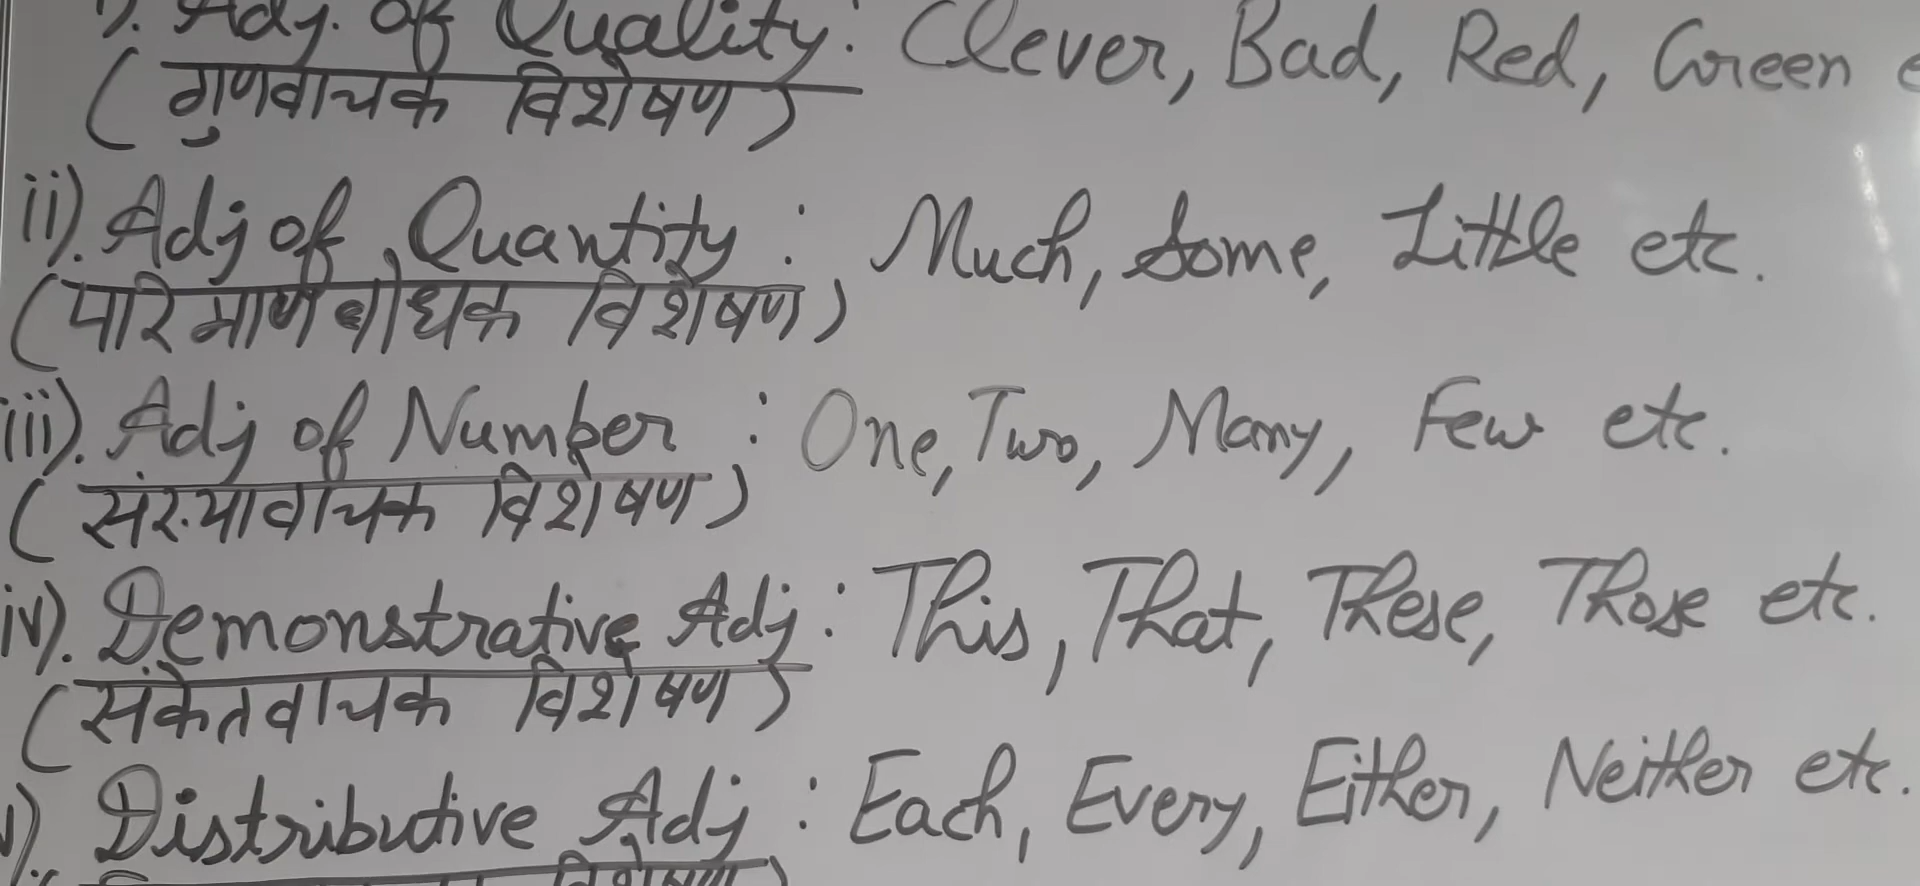 i). Adj. of Quality: Clever, Bad, Red, Green
(गुणवाचक विशेषण)
ii). Adj of Quantity : Much, Some, Little etc.
(परिमाणबोधक विशेषण)
iii). Adj of Number : One, Two, Many, Few etc.
(संख्यावाचक विशेषण)
iv). Demonstrative Adj : This, That, These, Those etc.
(संकेतवाचक विशेषण)
v). Distributive Adj : Each, Every, Either, Neither etc.
विशेषण)